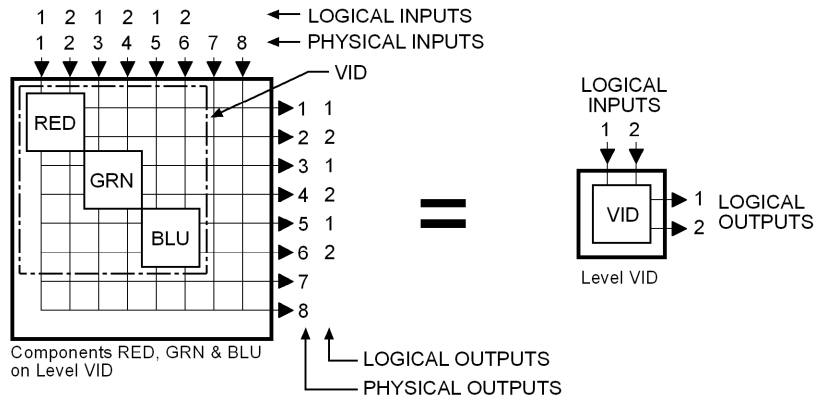 1 2 1 2 1 2 LOGICAL INPUTS
1 2 3 4 5 6 7 8 PHYSICAL INPUTS
VID
RED
GRN
BLU
1 1
2 2
3 1
4 2
5 1
6 2
7
8
LOGICAL OUTPUTS
PHYSICAL OUTPUTS
Components RED, GRN & BLU
on Level VID
=
LOGICAL
INPUTS
1 2
VID
1
2
LOGICAL
OUTPUTS
Level VID